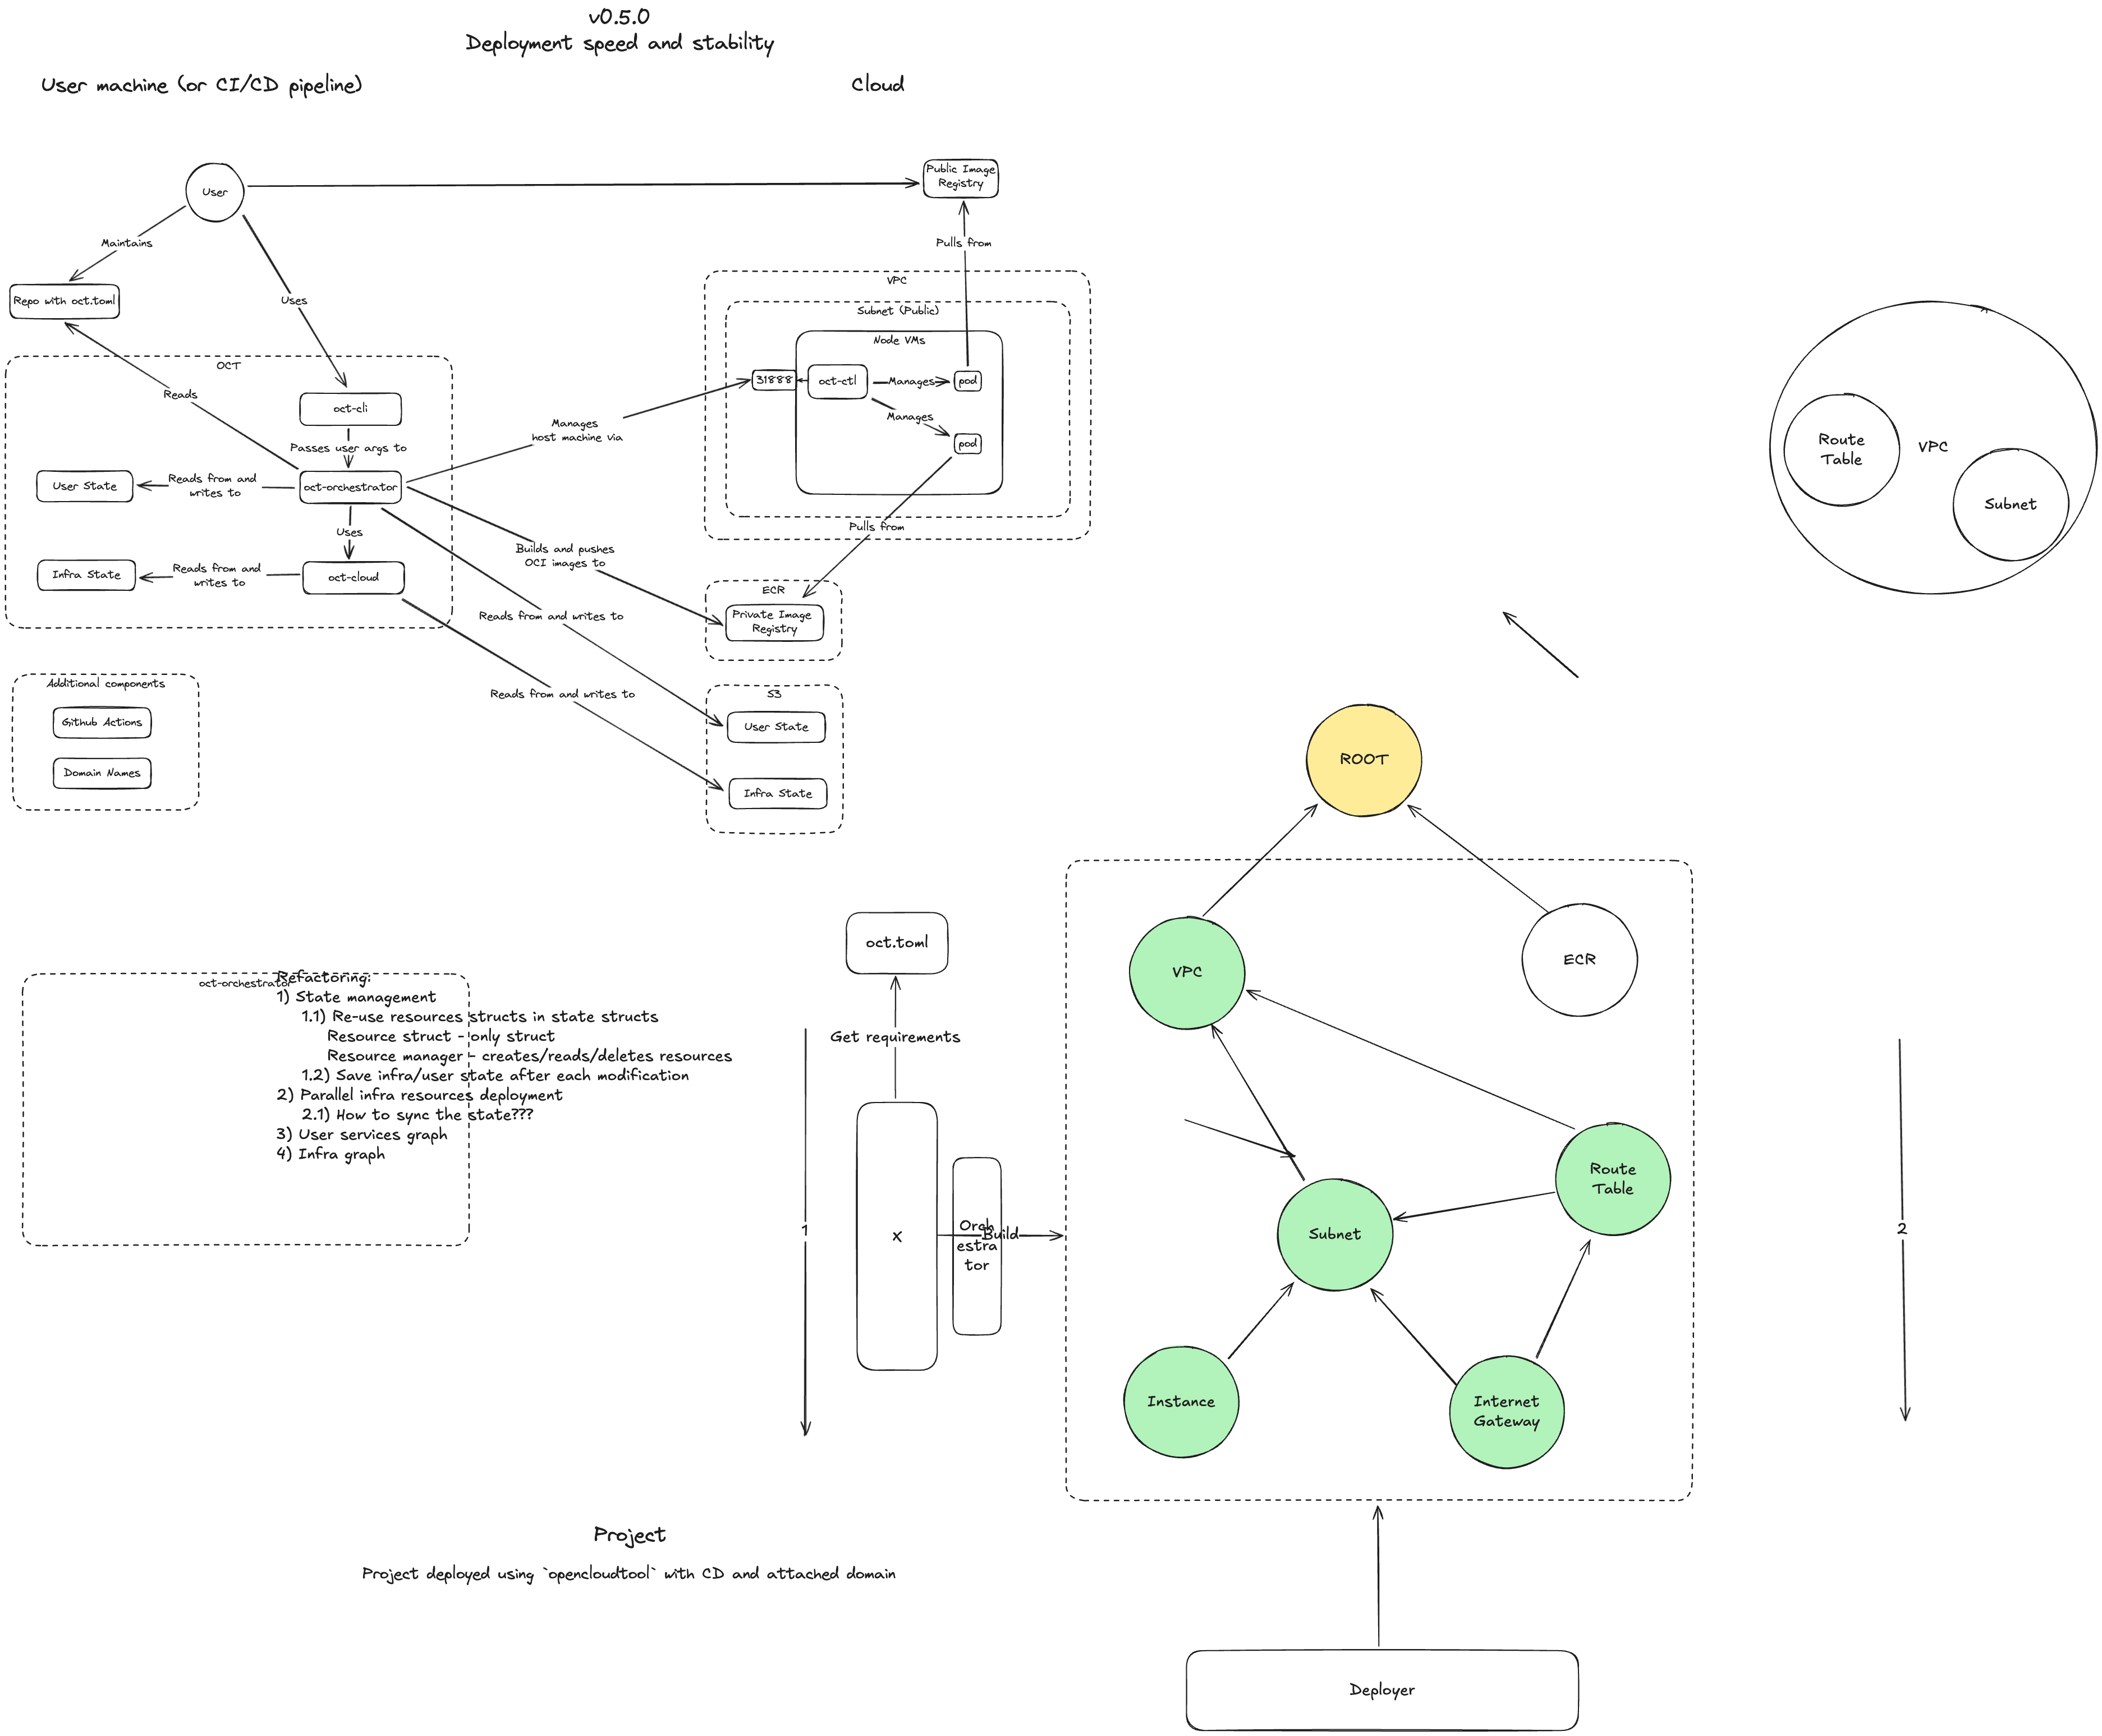 v0.5.0
Deployment speed and stability
User machine (or CI/CD pipeline)
Cloud
User
Public Image
Registry
Maintains
Pulls from
Repo with oct.toml
Uses
VPC
Subnet (Public)
Node VMs
OCT
31888
oct-ctl
Manages
pod
Reads
oct-cli
Manages
Manages
host machine via
pod
Passes user args to
User State
Reads from and
writes to
oct-orchestrator
Uses
Pulls from
Builds and pushes
OCI images to
Infra State
Reads from and
writes to
oct-cloud
ECR
Private Image
Registry
Reads from and writes to
Additional components
Github Actions
Domain Names
Reads from and writes to
S3
User State
Infra State
Route
Table
VPC
Subnet
ROOT
VPC
ECR
Route
Table
Subnet
Instance
Internet
Gateway
2
oct.toml
Get requirements
1
x
Orch
estra
tor
Build
oct-orchestrator
Refactoring:
1) State management
1.1) Re-use resources structs in state structs
Resource struct - only struct
Resource manager - creates/reads/deletes resources
1.2) Save infra/user state after each modification
2) Parallel infra resources deployment
2.1) How to sync the state???
3) User services graph
4) Infra graph
Project
Project deployed using `opencloudtool` with CD and attached domain
Deployer